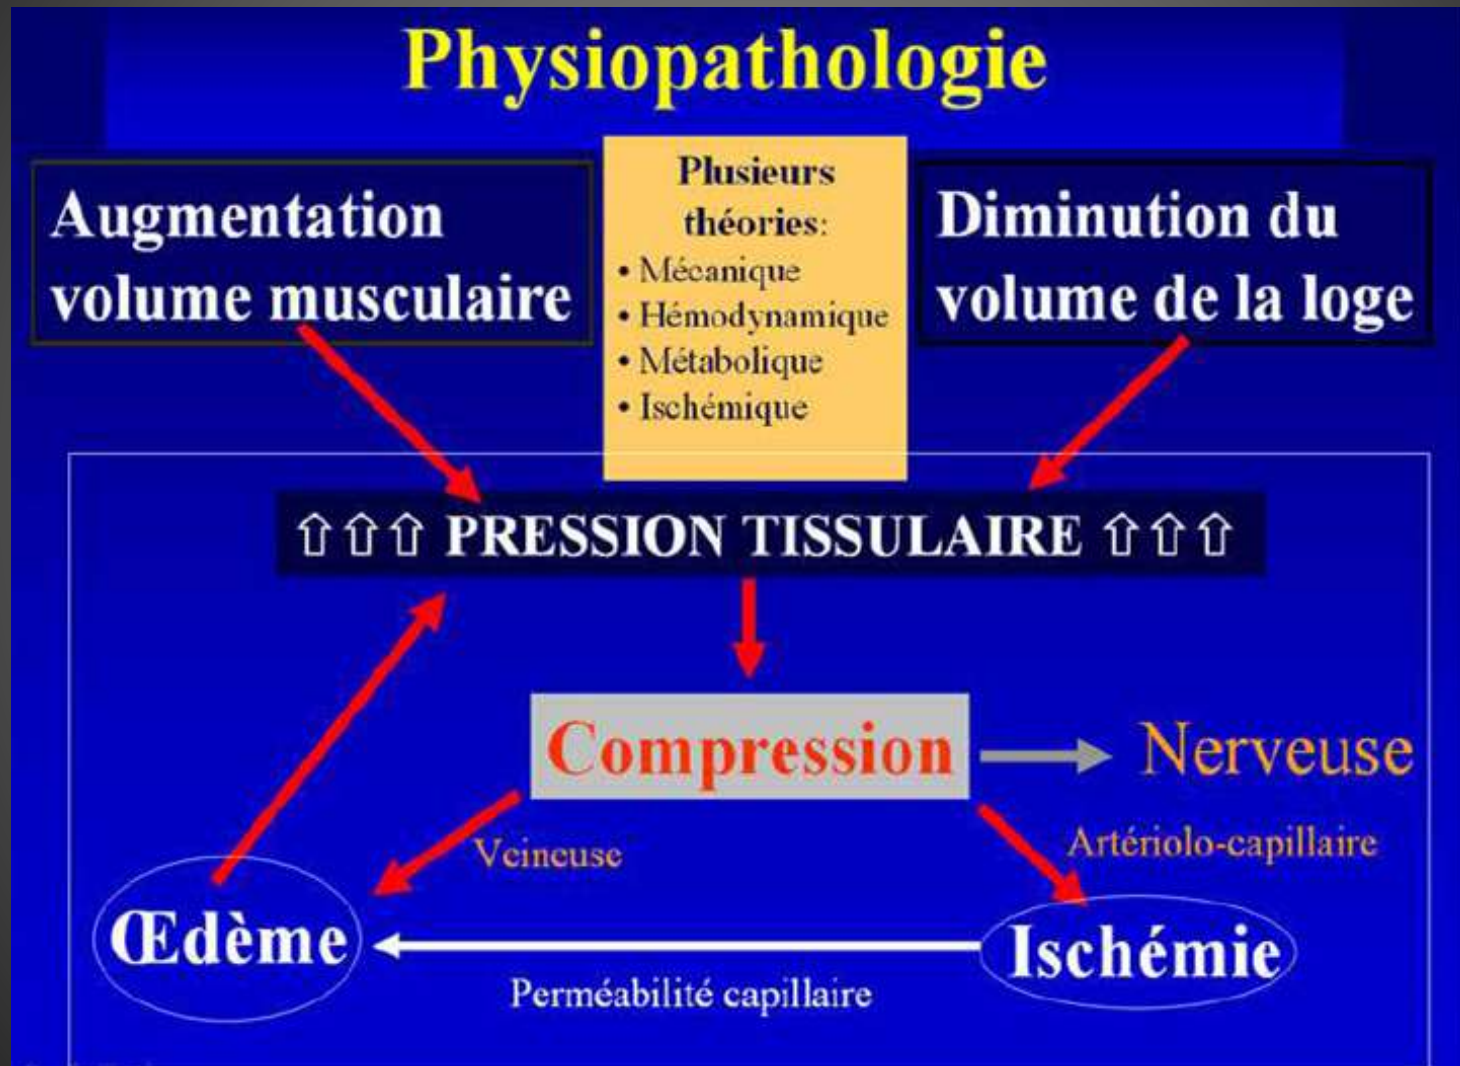 Physiopathologie
Augmentation
volume musculaire
Plusieurs
théories:
• Mécanique
• Hémodynamique
• Métabolique
• Ischémique
Diminution du
volume de la loge
⇧⇧⇧ PRESSION TISSULAIRE ⇧⇧⇧
Compression
Nerveuse
Veineuse
Artériolo-capillaire
Œdème
Ischémie
Perméabilité capillaire